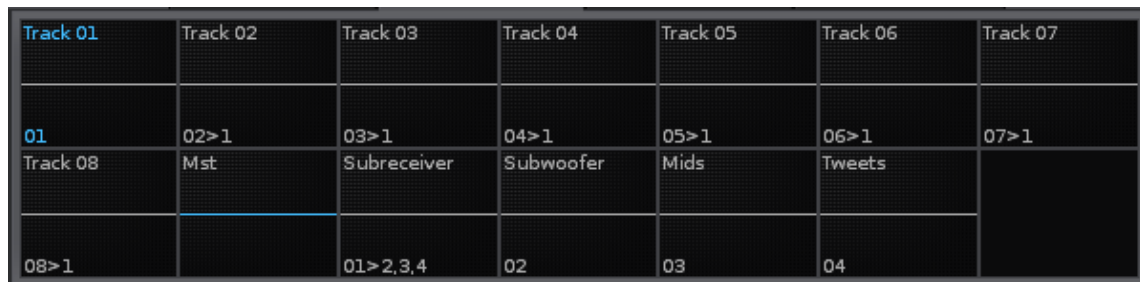 Track 01 Track 02 Track 03 Track 04 Track 05 Track 06 Track 07
01 02>1 03>1 04>1 05>1 06>1 07>1
Track 08 Mst Subreceiver Subwoofer Mids Tweets
08>1 01>2,3,4 02 03 04